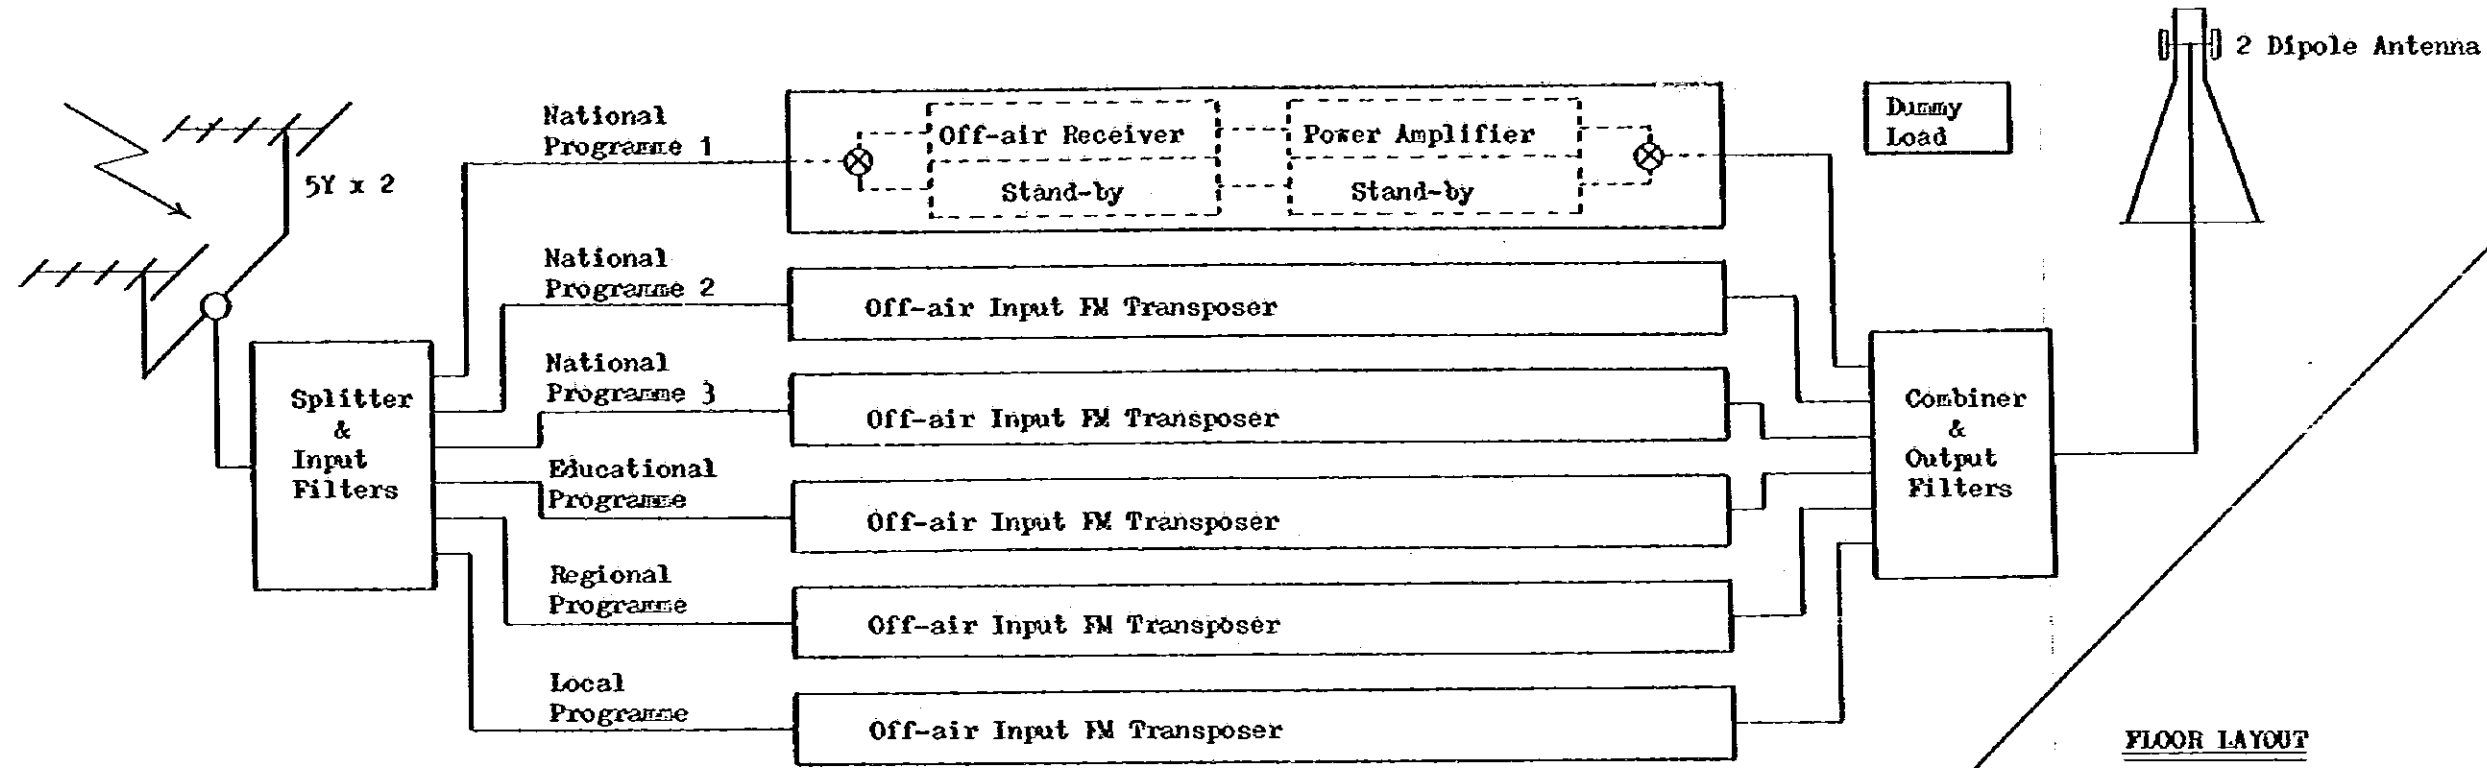 2 Dipole Antenna
Dummy
Load
National
Programme 1
Off-air Receiver
Power Amplifier
Stand-by
Stand-by
5Y x 2
National
Programme 2
Off-air Input FM Transposer
National
Programme 3
Off-air Input FM Transposer
Splitter
&
Input
Filters
Combiner
&
Output
Filters
Educational
Programme
Off-air Input FM Transposer
Regional
Programme
Off-air Input FM Transposer
Local
Programme
Off-air Input FM Transposer
FLOOR LAYOUT